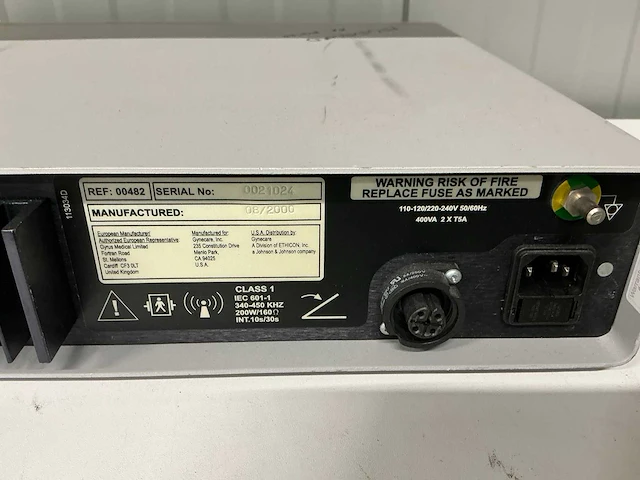 113034D
REF: 00482 SERIAL No: 0021024
MANUFACTURED: 08/2000
European Manufacturer/
Authorized European Representative:
Gyrus Medical Limited
Fortran Road
St. Mellons
Cardiff CF3 0LT
United Kingdom
Manufactured for:
Gynecare, Inc.
235 Constitution Drive
Menlo Park,
CA 94025
U.S.A.
U.S.A. Distribution by:
Gynecare
A Division of ETHICON, Inc.
a Johnson & Johnson company
CLASS 1
IEC 601-1
340-450 KHZ
200W/160Ω
INT.10s/30s
WARNING RISK OF FIRE
REPLACE FUSE AS MARKED
110-120/220-240V 50/60Hz
400VA 2 X T5A